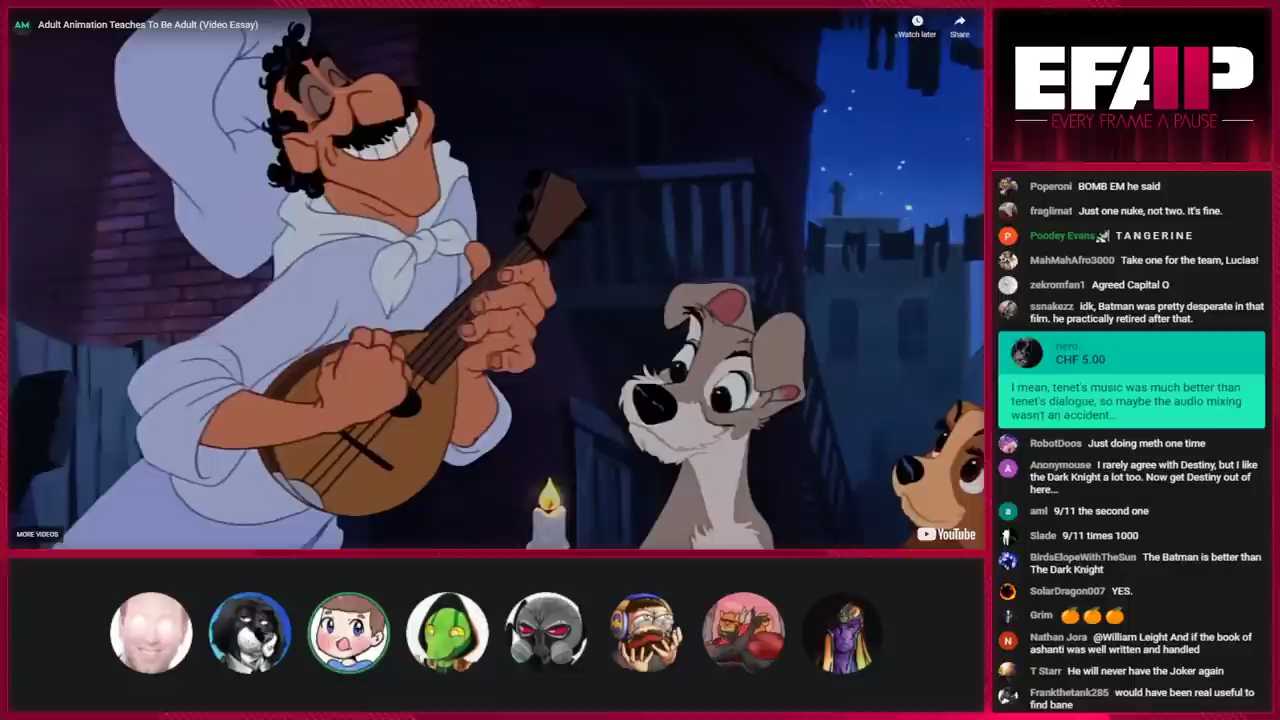 AM
Adult Animation Teaches To Be Adult (Video Essay)
Watch later
Share
MORE VIDEOS
YouTube
EFAP
EVERY FRAME A PAUSE
Poperoni BOMB EM he said
fraglimat Just one nuke, not two. It's fine.
P
Poodey Evans T A N G E R I N E
MahMahAfro3000 Take one for the team, Lucias!
zekromfan1 Agreed Capital O
ssnakezz idk, Batman was pretty desperate in that
film. he practically retired after that.
nero
CHF 5.00
I mean, tenet's music was much better than
tenet's dialogue, so maybe the audio mixing
wasn't an accident...
RobotDoos Just doing meth one time
A
Anonymouse I rarely agree with Destiny, but I like
the Dark Knight a lot too. Now get Destiny out of
here...
a
aml 9/11 the second one
Slade 9/11 times 1000
BirdsElopeWithTheSun The Batman is better than
The Dark Knight
SolarDragon007 YES.
Grim 🍊 🍊 🍊
N
Nathan Jora @William Leight And if the book of
ashanti was well written and handled
T Starr He will never have the Joker again
Frankthetank285 would have been real useful to
find bane